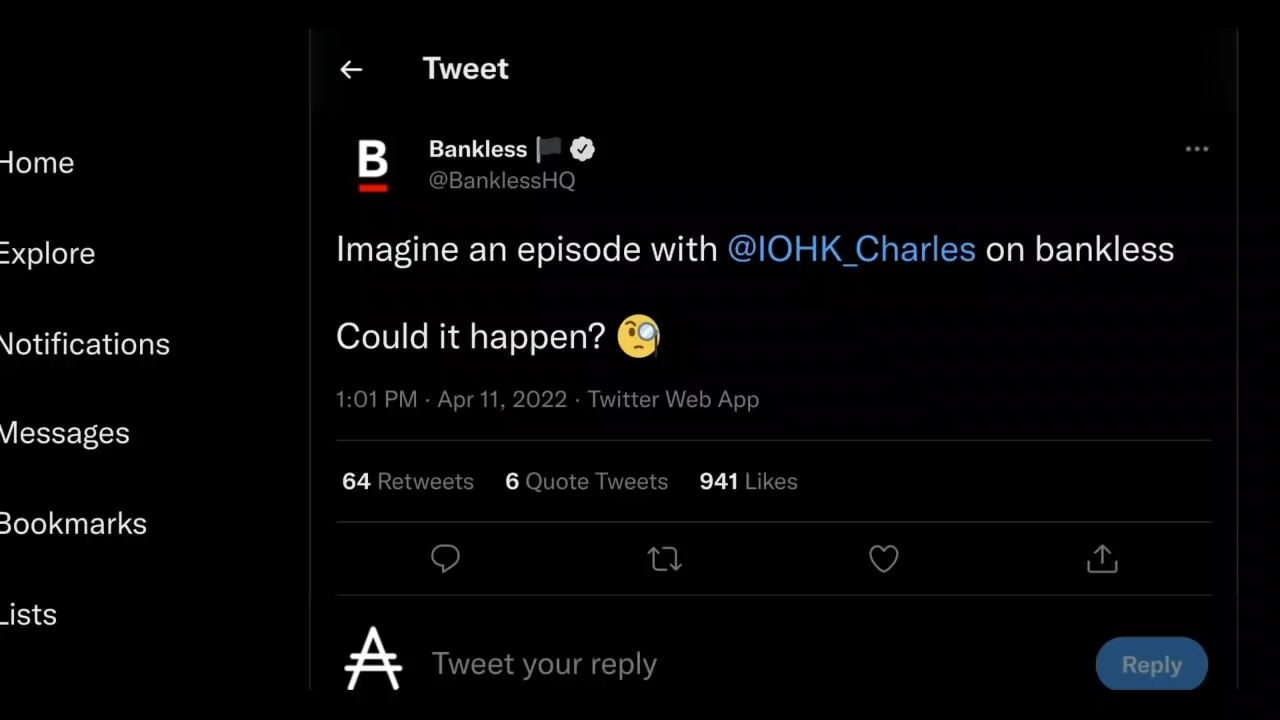 Tweet
Home
Explore
Notifications
Messages
Bookmarks
Lists
B
Bankless 🏴
@BanklessHQ
Imagine an episode with @IOHK_Charles on bankless
Could it happen? 🧐
1:01 PM · Apr 11, 2022 · Twitter Web App
64 Retweets 6 Quote Tweets 941 Likes
Tweet your reply
Reply